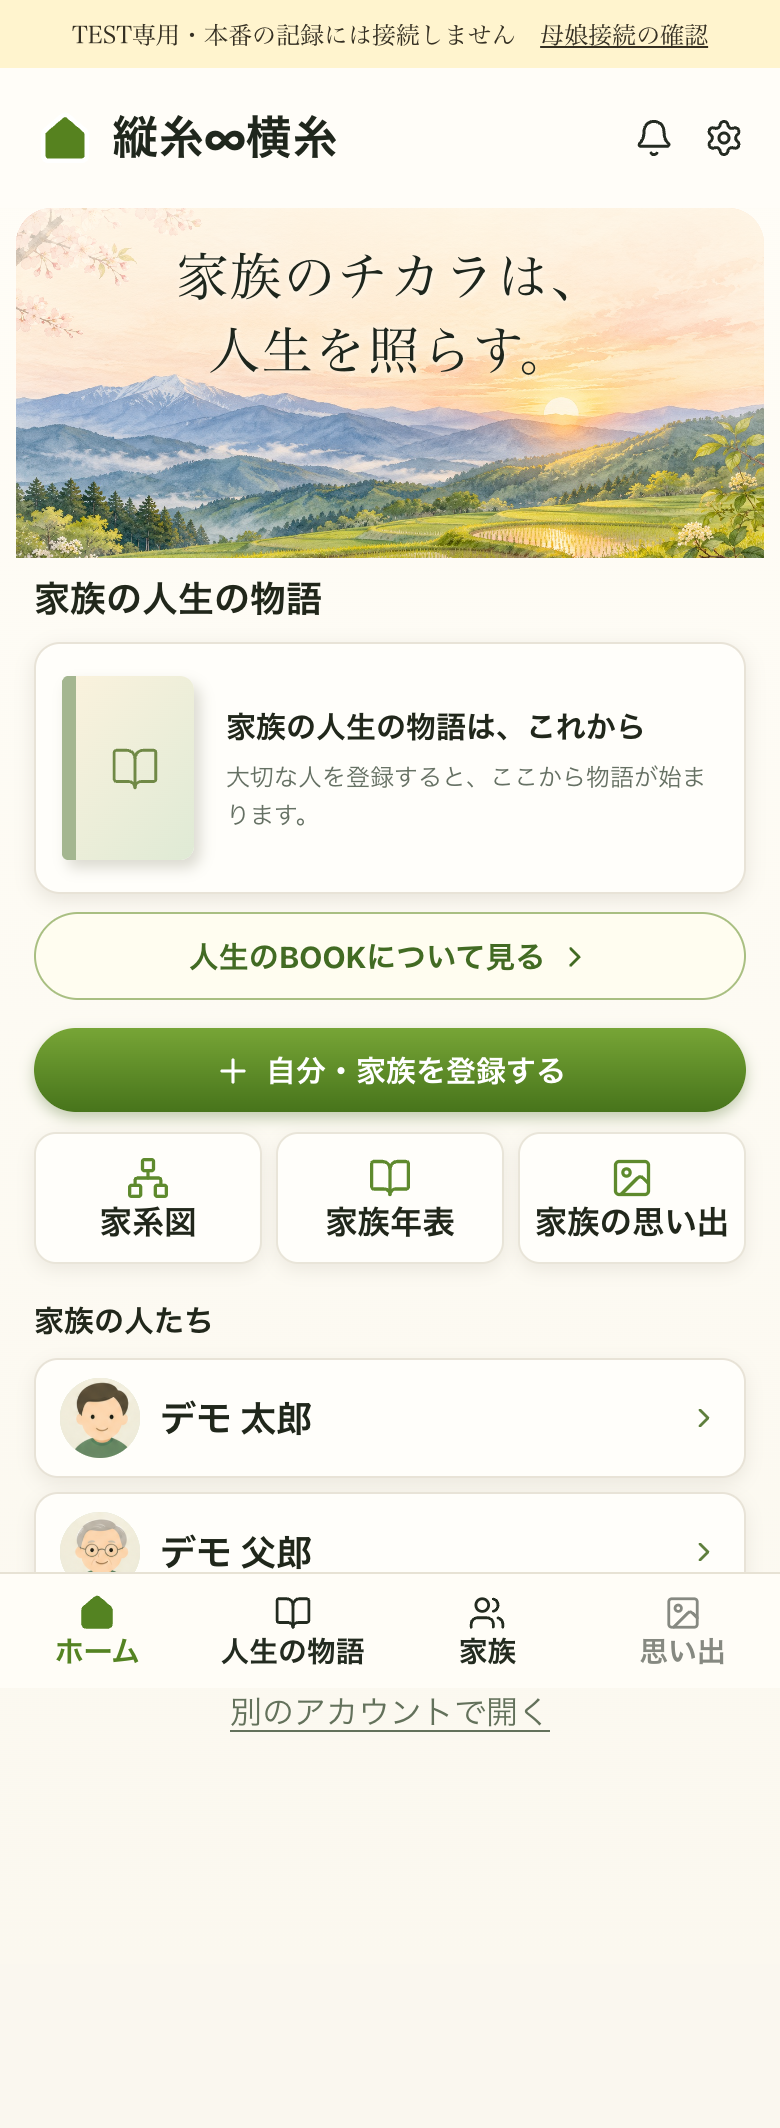 TEST専用・本番の記録には接続しません 母娘接続の確認
縦糸∞横糸
家族のチカラは、
人生を照らす。
家族の人生の物語
家族の人生の物語は、これから
大切な人を登録すると、ここから物語が始ま
ります。
人生のBOOKについて見る
自分・家族を登録する
家系図
家族年表
家族の思い出
家族の人たち
デモ 太郎
デモ 父郎
ホーム
人生の物語
家族
思い出
別のアカウントで開く